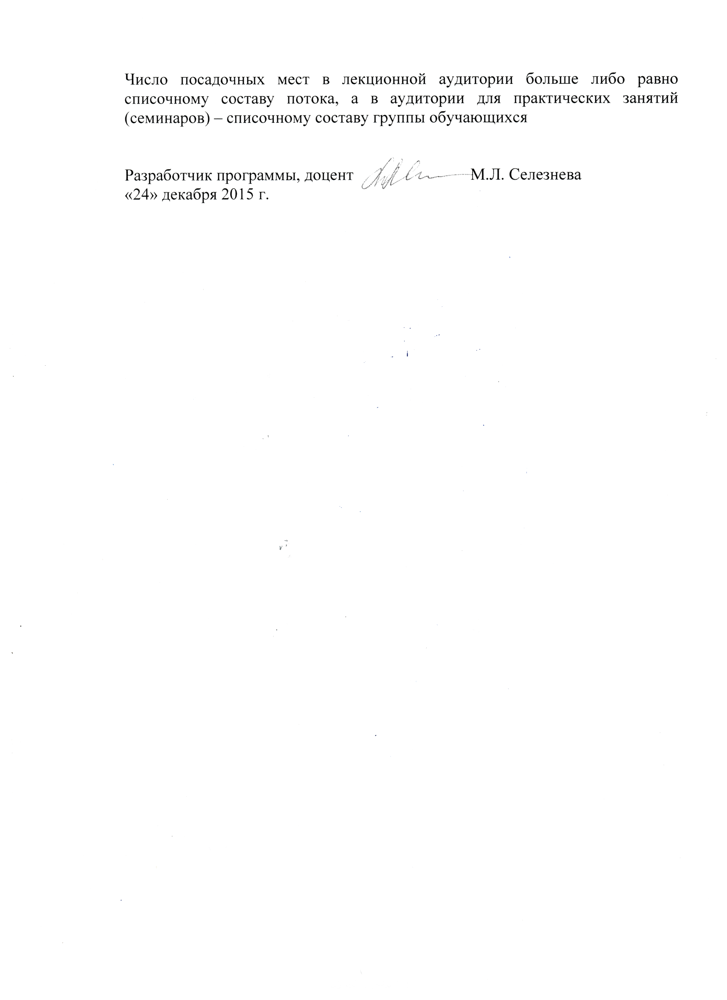 Число посадочных мест в лекционной аудитории больше либо равно
списочному составу потока, а в аудитории для практических занятий
(семинаров) – списочному составу группы обучающихся
Разработчик программы, доцент М.Л. Селезнева
«24» декабря 2015 г.